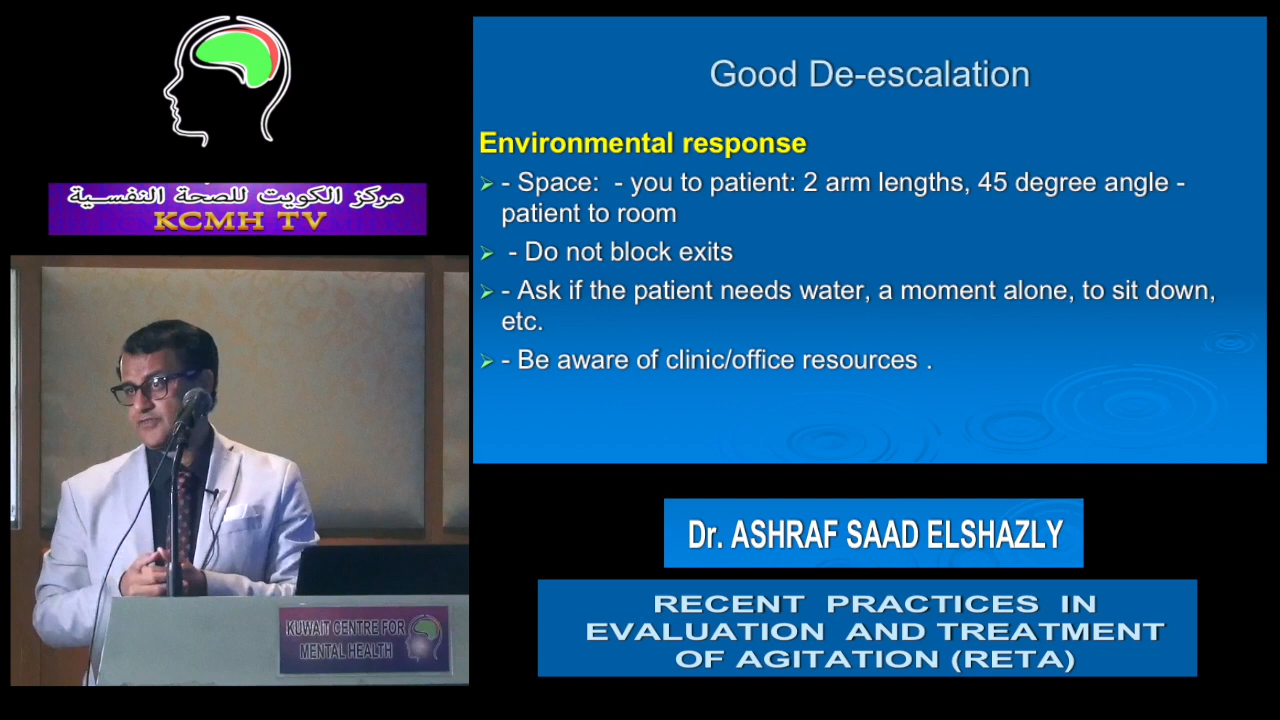 مركز الكويت للصحة النفسية
KCMH TV
Good De-escalation
Environmental response
- Space:  - you to patient: 2 arm lengths, 45 degree angle -
patient to room
- Do not block exits
- Ask if the patient needs water, a moment alone, to sit down,
etc.
- Be aware of clinic/office resources .
KUWAIT CENTRE FOR
MENTAL HEALTH
Dr. ASHRAF SAAD ELSHAZLY
RECENT PRACTICES IN
EVALUATION AND TREATMENT
OF AGITATION (RETA)